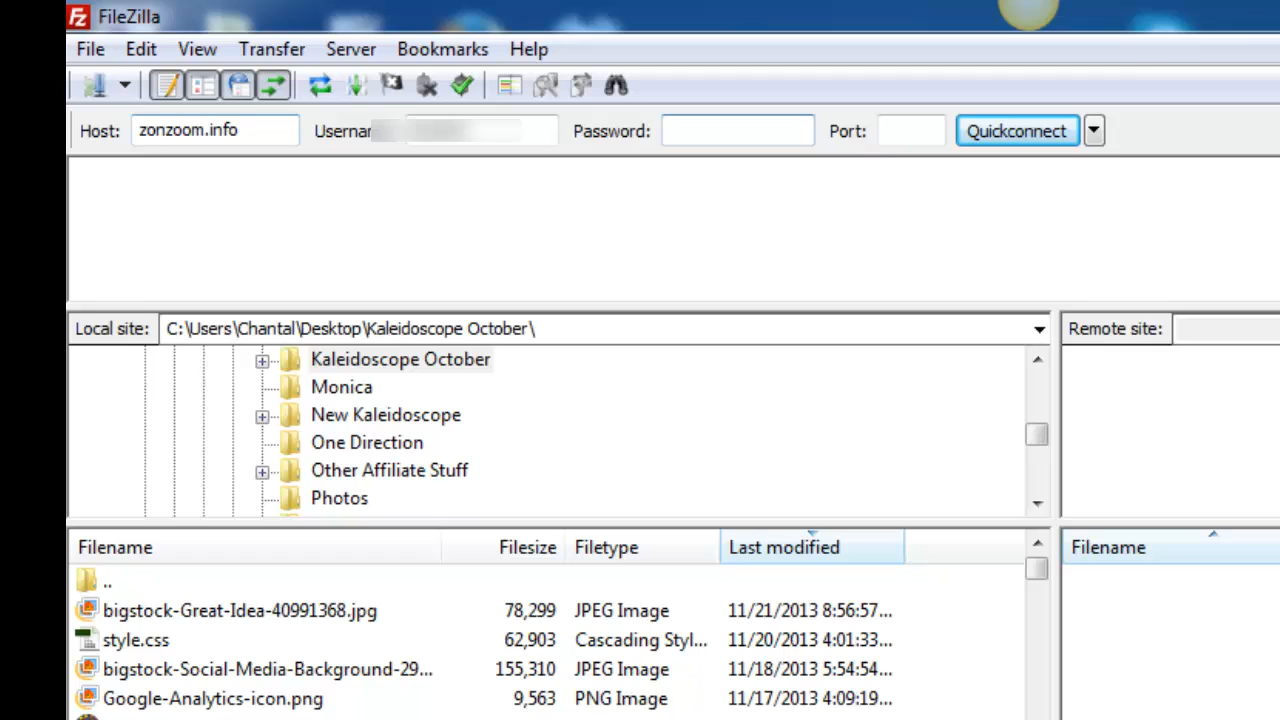 FileZilla
File Edit View Transfer Server Bookmarks Help
Host: zonzoom.info Password: Port: Quickconnect
Local site: C:\Users\Chantal\Desktop\Kaleidoscope October\ Remote site:
Kaleidoscope October
Monica
New Kaleidoscope
One Direction
Other Affiliate Stuff
Photos
Filename Filesize Filetype Last modified Filename
..
bigstock-Great-Idea-40991368.jpg 78,299 JPEG Image 11/21/2013 8:56:57...
style.css 62,903 Cascading Styl... 11/20/2013 4:01:33...
bigstock-Social-Media-Background-29... 155,310 JPEG Image 11/18/2013 5:54:54...
Google-Analytics-icon.png 9,563 PNG Image 11/17/2013 4:09:19...